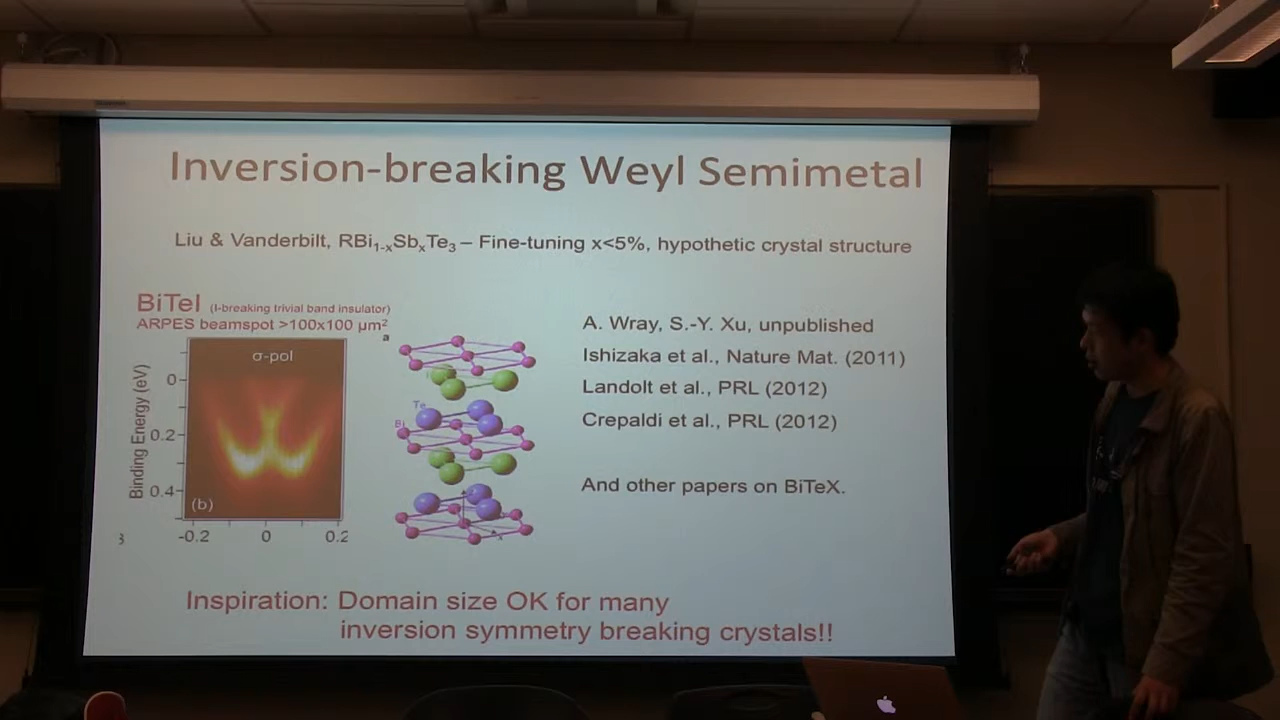 Inversion-breaking Weyl Semimetal
Liu & Vanderbilt, RBi1-xSbxTe3 – Fine-tuning x<5%, hypothetic crystal structure
BiTeI (I-breaking trivial band insulator)
ARPES beamspot >100x100 µm²
a
σ-pol
Binding Energy (eV)
0
0.2
0.4
(b)
-0.2 0 0.2
Te
Bi
A. Wray, S.-Y. Xu, unpublished
Ishizaka et al., Nature Mat. (2011)
Landolt et al., PRL (2012)
Crepaldi et al., PRL (2012)
And other papers on BiTeX.
Inspiration: Domain size OK for many
inversion symmetry breaking crystals!!